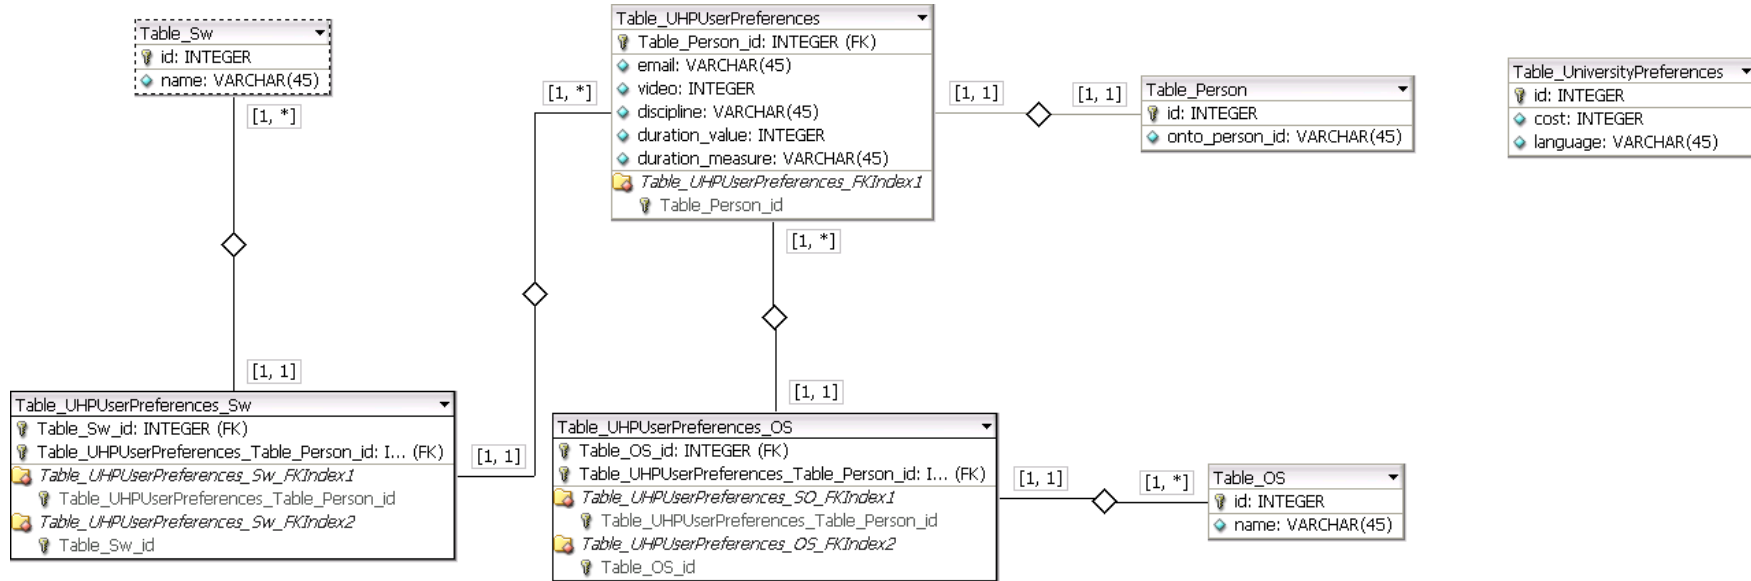 Table_Sw
id: INTEGER
name: VARCHAR(45)
[1, *]
Table_UHPUserPreferences
Table_Person_id: INTEGER (FK)
email: VARCHAR(45)
video: INTEGER
discipline: VARCHAR(45)
duration_value: INTEGER
duration_measure: VARCHAR(45)
Table_UHPUserPreferences_FKIndex1
Table_Person_id
[1, *]
[1, 1]
[1, 1]
Table_Person
id: INTEGER
onto_person_id: VARCHAR(45)
Table_UniversityPreferences
id: INTEGER
cost: INTEGER
language: VARCHAR(45)
[1, *]
[1, 1]
[1, 1]
Table_UHPUserPreferences_Sw
Table_Sw_id: INTEGER (FK)
Table_UHPUserPreferences_Table_Person_id: I... (FK)
Table_UHPUserPreferences_Sw_FKIndex1
Table_UHPUserPreferences_Table_Person_id
Table_UHPUserPreferences_Sw_FKIndex2
Table_Sw_id
[1, 1]
Table_UHPUserPreferences_OS
Table_OS_id: INTEGER (FK)
Table_UHPUserPreferences_Table_Person_id: I... (FK)
Table_UHPUserPreferences_SO_FKIndex1
Table_UHPUserPreferences_Table_Person_id
Table_UHPUserPreferences_OS_FKIndex2
Table_OS_id
[1, 1]
[1, *]
Table_OS
id: INTEGER
name: VARCHAR(45)